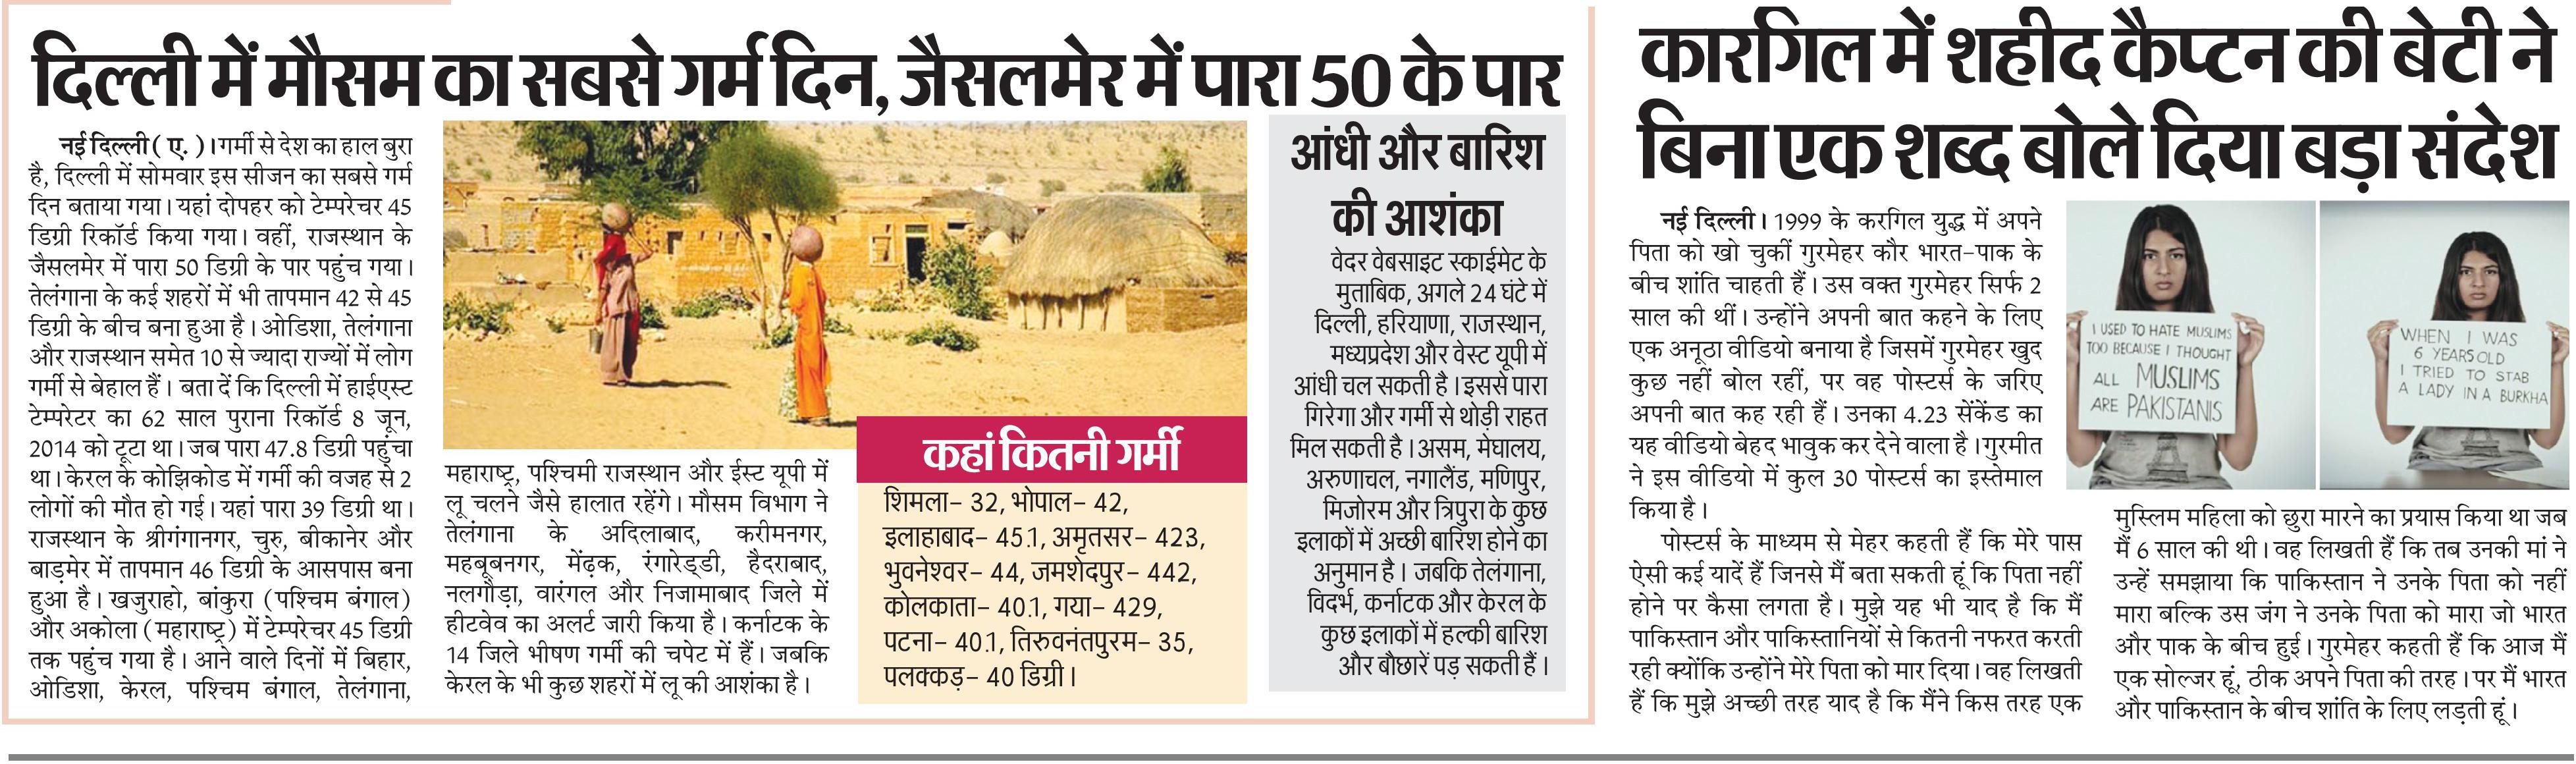 दिल्ली में मौसम का सबसे गर्म दिन, जैसलमेर में पारा 50 के पार
नई दिल्ली ( ए. )। गर्मी से देश का हाल बुरा
है, दिल्ली में सोमवार इस सीजन का सबसे गर्म
दिन बताया गया। यहां दोपहर को टेम्परेचर 45
डिग्री रिकॉर्ड किया गया। वहीं, राजस्थान के
जैसलमेर में पारा 50 डिग्री के पार पहुंच गया।
तेलंगाना के कई शहरों में भी तापमान 42 से 45
डिग्री के बीच बना हुआ है। ओडिशा, तेलंगाना
और राजस्थान समेत 10 से ज्यादा राज्यों में लोग
गर्मी से बेहाल हैं। बता दें कि दिल्ली में हाईएस्ट
टेम्परेटर का 62 साल पुराना रिकॉर्ड 8 जून,
2014 को टूटा था। जब पारा 47.8 डिग्री पहुंचा
था। केरल के कोझिकोड में गर्मी की वजह से 2
लोगों की मौत हो गई। यहां पारा 39 डिग्री था।
राजस्थान के श्रीगंगानगर, चुरु, बीकानेर और
बाड़मेर में तापमान 46 डिग्री के आसपास बना
हुआ है। खजुराहो, बांकुरा (पश्चिम बंगाल)
और अकोला (महाराष्ट्र) में टेम्परेचर 45 डिग्री
तक पहुंच गया है। आने वाले दिनों में बिहार,
ओडिशा, केरल, पश्चिम बंगाल, तेलंगाना,
महाराष्ट्र, पश्चिमी राजस्थान और ईस्ट यूपी में
लू चलने जैसे हालात रहेंगे। मौसम विभाग ने
तेलंगाना के अदिलाबाद, करीमनगर,
महबूबनगर, मेंढ़क, रंगारेड्डी, हैदराबाद,
नलगौड़ा, वारंगल और निजामाबाद जिले में
हीटवेव का अलर्ट जारी किया है। कर्नाटक के
14 जिले भीषण गर्मी की चपेट में हैं। जबकि
केरल के भी कुछ शहरों में लू की आशंका है।
कहां कितनी गर्मी
शिमला- 32, भोपाल- 42,
इलाहाबाद- 45.1, अमृतसर- 42.3,
भुवनेश्वर- 44, जमशेदपुर- 44.2,
कोलकाता- 40.1, गया- 42.9,
पटना- 40.1, तिरुवनंतपुरम- 35,
पलक्कड़- 40 डिग्री।
आंधी और बारिश
की आशंका
वेदर वेबसाइट स्काईमेट के
मुताबिक, अगले 24 घंटे में
दिल्ली, हरियाणा, राजस्थान,
मध्यप्रदेश और वेस्ट यूपी में
आंधी चल सकती है। इससे पारा
गिरेगा और गर्मी से थोड़ी राहत
मिल सकती है। असम, मेघालय,
अरुणाचल, नगालैंड, मणिपुर,
मिजोरम और त्रिपुरा के कुछ
इलाकों में अच्छी बारिश होने का
अनुमान है। जबकि तेलंगाना,
विदर्भ, कर्नाटक और केरल के
कुछ इलाकों में हल्की बारिश
और बौछारें पड़ सकती हैं।
कारगिल में शहीद कैप्टन की बेटी ने
बिना एक शब्द बोले दिया बड़ा संदेश
नई दिल्ली। 1999 के करगिल युद्ध में अपने
पिता को खो चुकीं गुरमेहर कौर भारत-पाक के
बीच शांति चाहती हैं। उस वक्त गुरमेहर सिर्फ 2
साल की थीं। उन्होंने अपनी बात कहने के लिए
एक अनूठा वीडियो बनाया है जिसमें गुरमेहर खुद
कुछ नहीं बोल रहीं, पर वह पोस्टर्स के जरिए
अपनी बात कह रही हैं। उनका 4.23 सेंकेंड का
यह वीडियो बेहद भावुक कर देने वाला है। गुरमीत
ने इस वीडियो में कुल 30 पोस्टर्स का इस्तेमाल
किया है।
पोस्टर्स के माध्यम से मेहर कहती हैं कि मेरे पास
ऐसी कई यादें हैं जिनसे मैं बता सकती हूं कि पिता नहीं
होने पर कैसा लगता है। मुझे यह भी याद है कि मैं
पाकिस्तान और पाकिस्तानियों से कितनी नफरत करती
रही क्योंकि उन्होंने मेरे पिता को मार दिया। वह लिखती
हैं कि मुझे अच्छी तरह याद है कि मैंने किस तरह एक
I USED TO HATE MUSLIMS
TOO BECAUSE I THOUGHT
ALL MUSLIMS
ARE PAKISTANIS
WHEN I WAS
6 YEARS OLD
I TRIED TO STAB
A LADY IN A BURKHA
मुस्लिम महिला को छुरा मारने का प्रयास किया था जब
मैं 6 साल की थी। वह लिखती हैं कि तब उनकी मां ने
उन्हें समझाया कि पाकिस्तान ने उनके पिता को नहीं
मारा बल्कि उस जंग ने उनके पिता को मारा जो भारत
और पाक के बीच हुई। गुरमेहर कहती हैं कि आज मैं
एक सोल्जर हूं, ठीक अपने पिता की तरह। पर मैं भारत
और पाकिस्तान के बीच शांति के लिए लड़ती हूं।